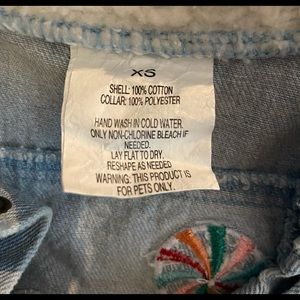 XS
SHELL: 100% COTTON
COLLAR: 100% POLYESTER
HAND WASH IN COLD WATER,
ONLY NON-CHLORINE BLEACH IF
NEEDED.
LAY FLAT TO DRY.
RESHAPE AS NEEDED
WARNING: THIS PRODUCT IS
FOR PETS ONLY.